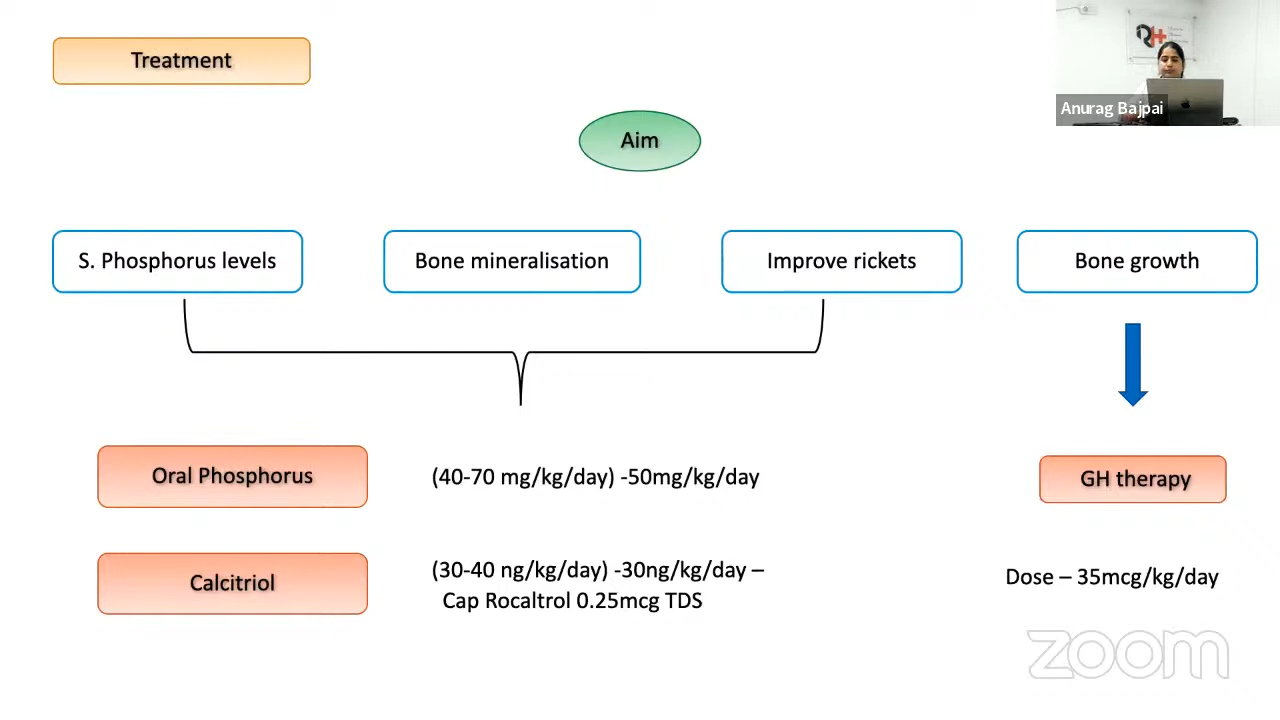 Treatment
Anurag Bajpai
Aim
S. Phosphorus levels
Bone mineralisation
Improve rickets
Bone growth
Oral Phosphorus
(40-70 mg/kg/day) -50mg/kg/day
GH therapy
Calcitriol
(30-40 ng/kg/day) -30ng/kg/day –
Cap Rocaltrol 0.25mcg TDS
Dose – 35mcg/kg/day
zoom